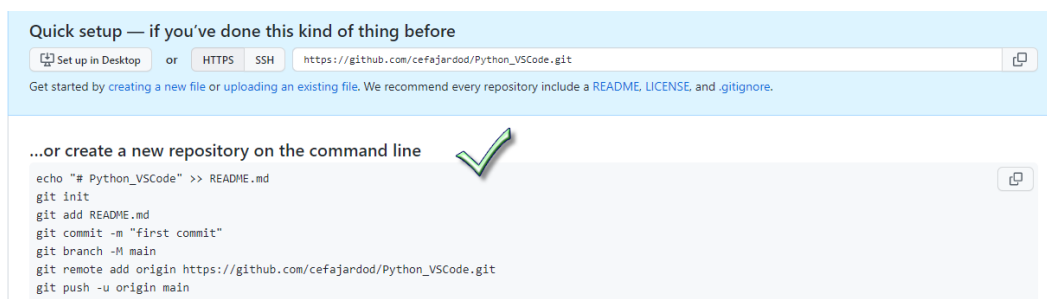 Quick setup — if you've done this kind of thing before
Set up in Desktop or HTTPS SSH https://github.com/cefajardod/Python_VSCode.git
Get started by creating a new file or uploading an existing file. We recommend every repository include a README, LICENSE, and .gitignore.
...or create a new repository on the command line
echo "# Python_VSCode" >> README.md
git init
git add README.md
git commit -m "first commit"
git branch -M main
git remote add origin https://github.com/cefajardod/Python_VSCode.git
git push -u origin main